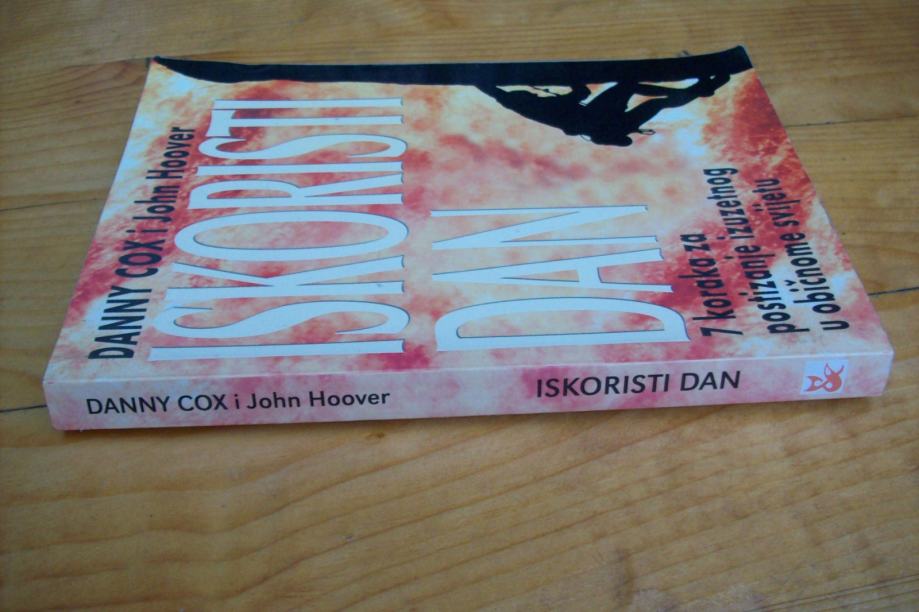 DANNY COX i John Hoover
ISKORISTI
DAN
7 koraka za
postizanje izuzetnog
u običnome svijetu
DANNY COX i John Hoover
ISKORISTI DAN